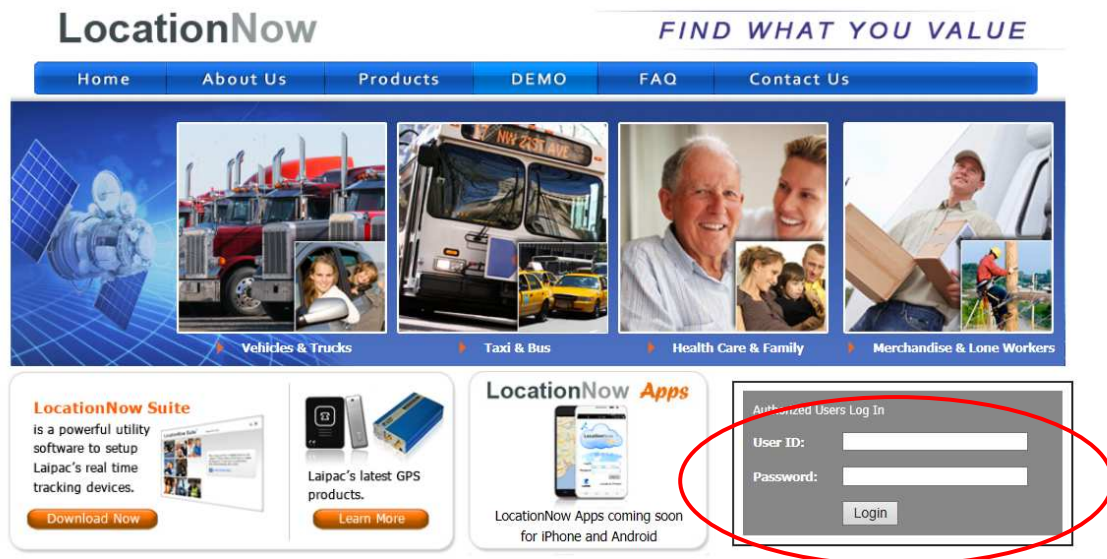 LocationNow
FIND WHAT YOU VALUE
Home About Us Products DEMO FAQ Contact Us
NW 21ST AVE
Vehicles & Trucks
Taxi & Bus
Health Care & Family
Merchandise & Lone Workers
LocationNow Suite
is a powerful utility
software to setup
Laipac's real time
tracking devices.
Download Now
Laipac's latest GPS
products.
Learn More
LocationNow Apps
LocationNow
LocationNow Apps coming soon
for iPhone and Android
Authorized Users Log In
User ID:
Password:
Login